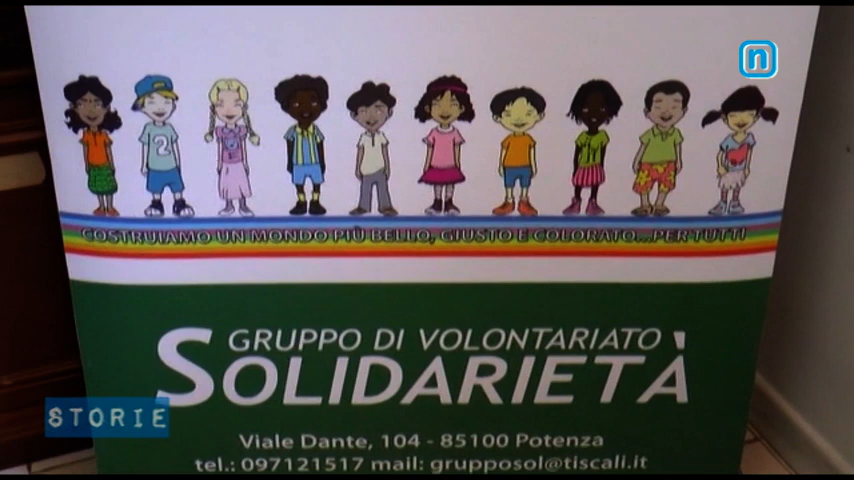 n
2
COSTRUIAMO UN MONDO PIÙ BELLO, GIUSTO E COLORATO...PER TUTTI
GRUPPO DI VOLONTARIATO
SOLIDARIETÀ
STORIE
Viale Dante, 104 - 85100 Potenza
tel.: 097121517 mail: grupposol@tiscali.it